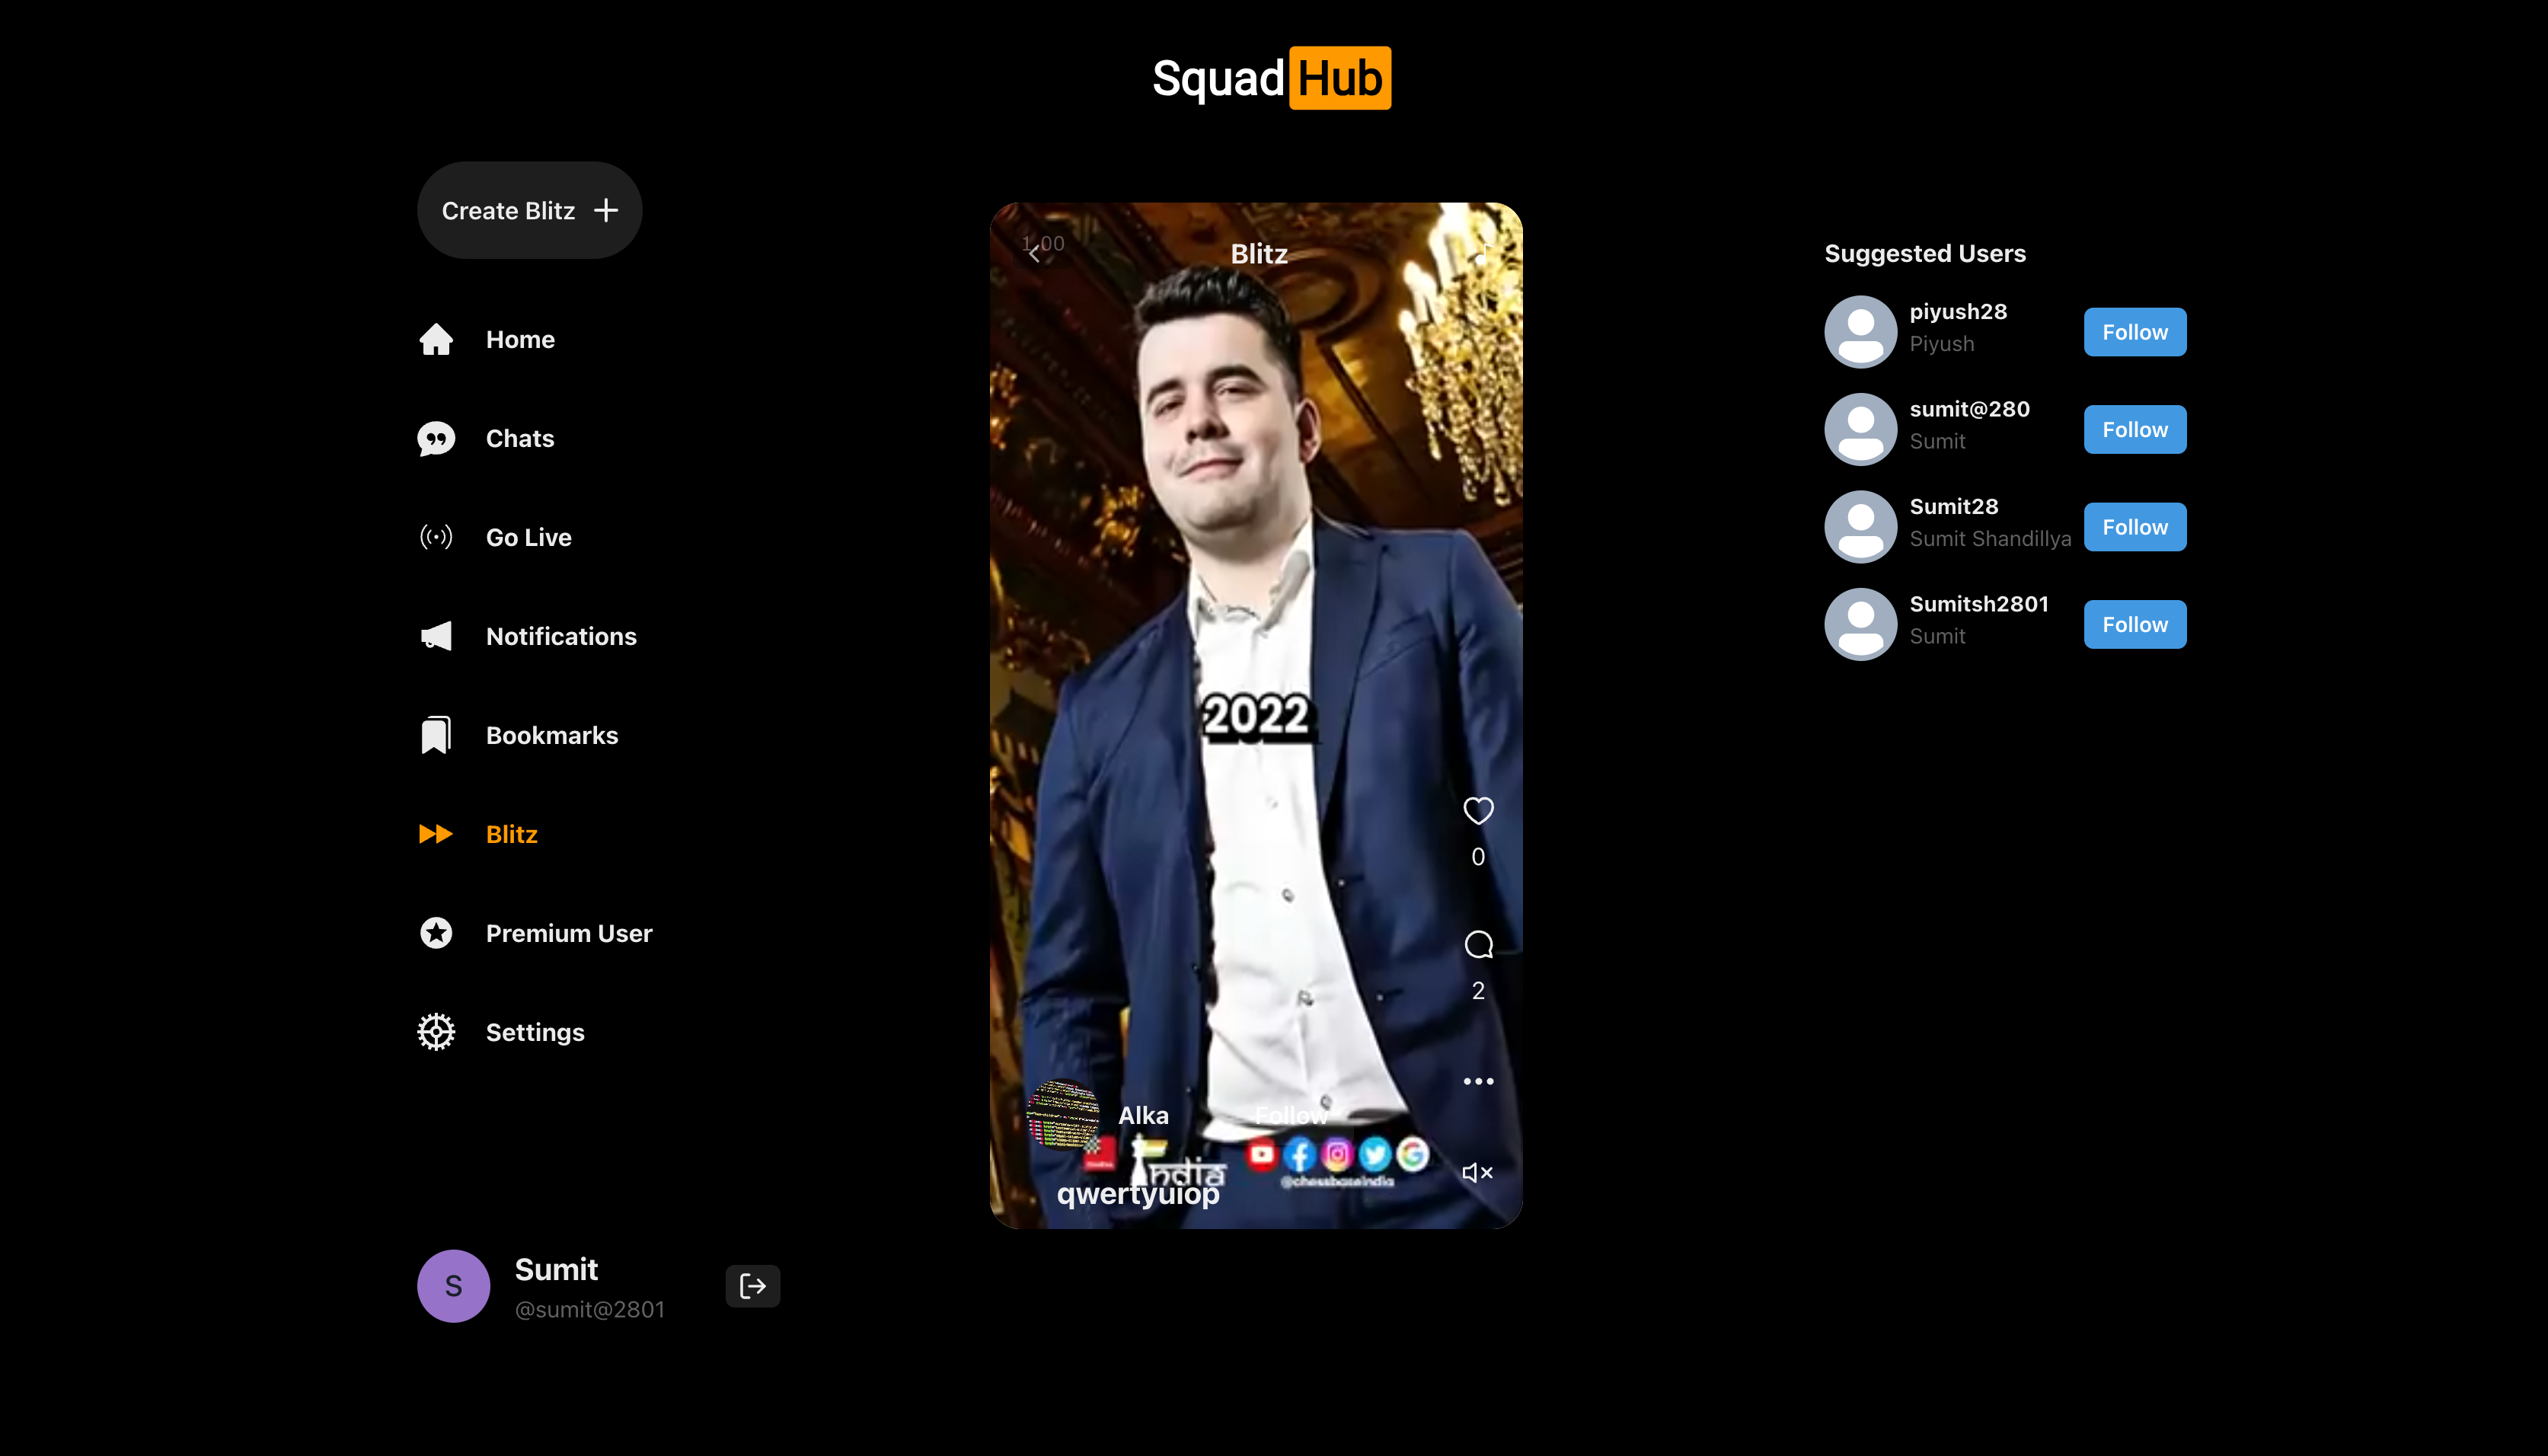 SquadHub
Create Blitz
Home
Chats
Go Live
Notifications
Bookmarks
Blitz
Premium User
Settings
Sumit
@sumit@2801
S
1.00
Blitz
2022
0
2
Alka
Follow
india
@chessbaseindia
qwertyuiop
Suggested Users
piyush28
Piyush
Follow
sumit@280
Sumit
Follow
Sumit28
Sumit Shandillya
Follow
Sumitsh2801
Sumit
Follow